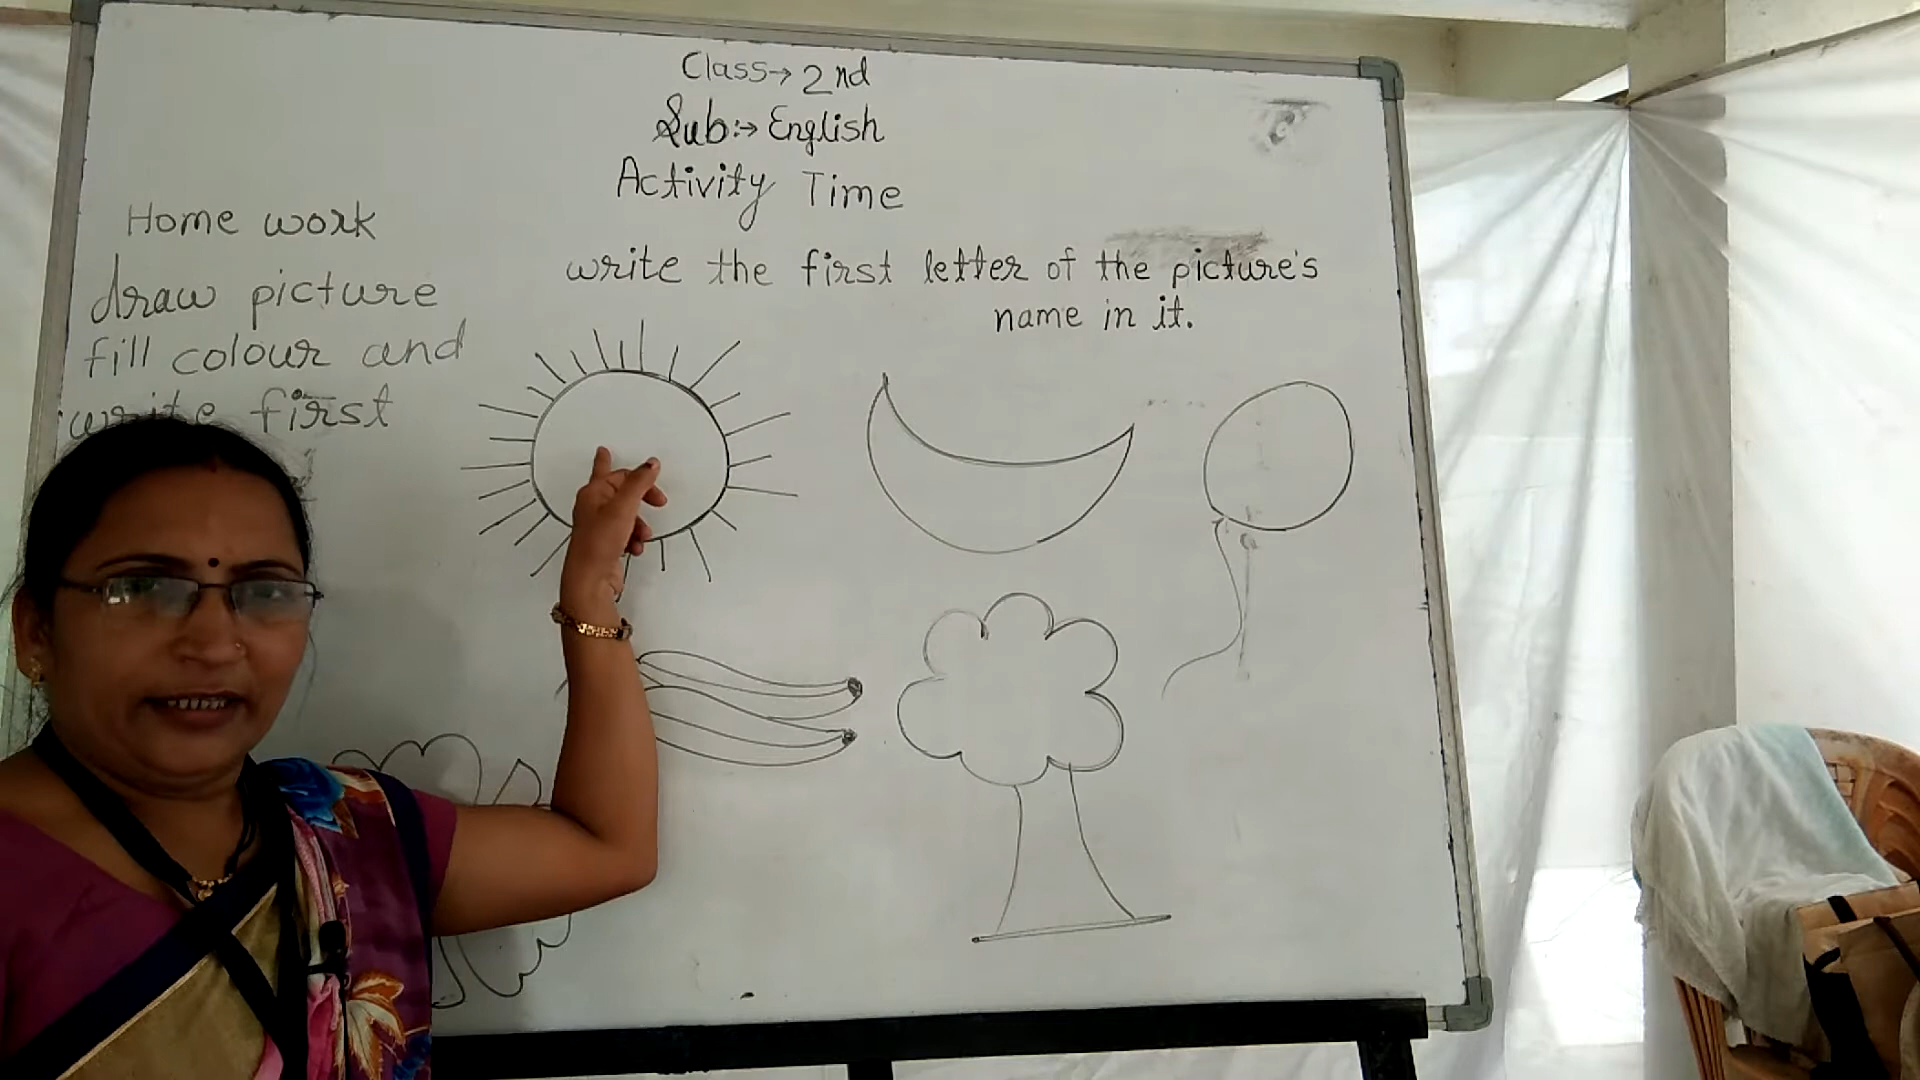 Class→ 2nd
Sub:→ English
Activity Time
write the first letter of the picture's
name in it.
Home work
draw picture
fill colour and
write first